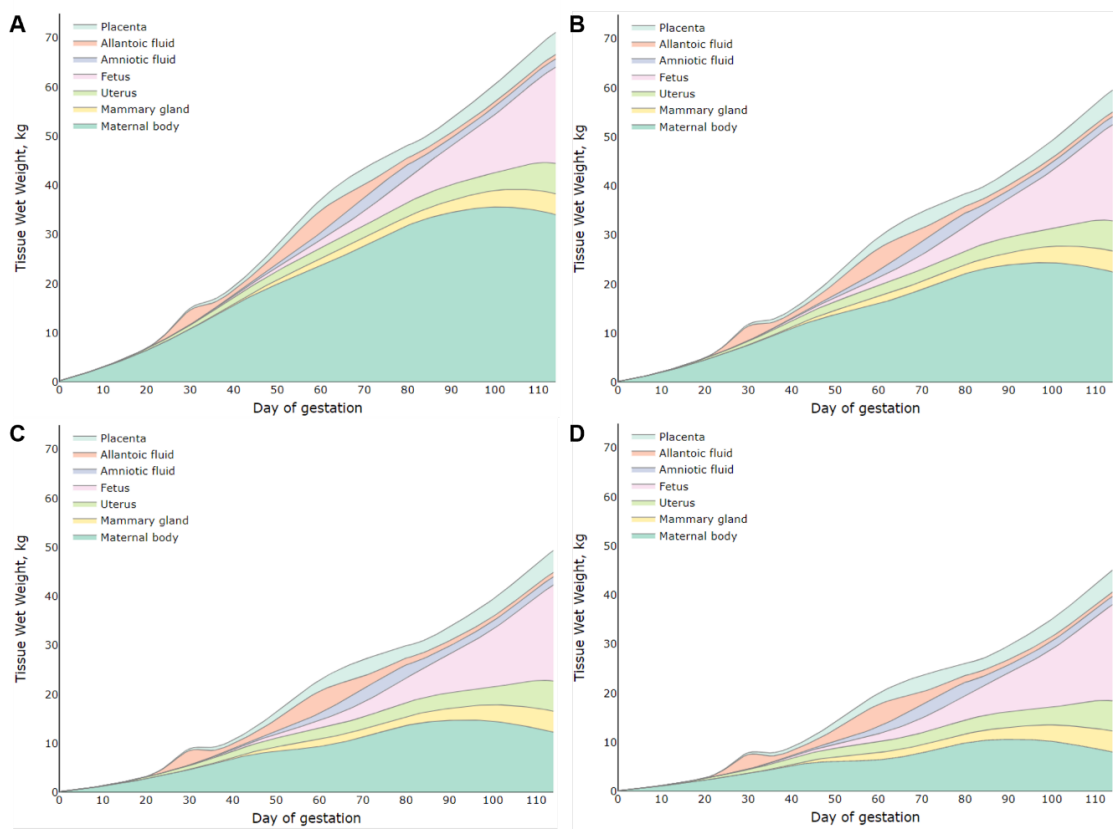 A
Tissue Wet Weight, kg
70
60
50
40
30
20
10
0
Placenta
Allantoic fluid
Amniotic fluid
Fetus
Uterus
Mammary gland
Maternal body
0 10 20 30 40 50 60 70 80 90 100 110
Day of gestation
B
Tissue Wet Weight, kg
70
60
50
40
30
20
10
0
Placenta
Allantoic fluid
Amniotic fluid
Fetus
Uterus
Mammary gland
Maternal body
0 10 20 30 40 50 60 70 80 90 100 110
Day of gestation
C
Tissue Wet Weight, kg
70
60
50
40
30
20
10
0
Placenta
Allantoic fluid
Amniotic fluid
Fetus
Uterus
Mammary gland
Maternal body
0 10 20 30 40 50 60 70 80 90 100 110
Day of gestation
D
Tissue Wet Weight, kg
70
60
50
40
30
20
10
0
Placenta
Allantoic fluid
Amniotic fluid
Fetus
Uterus
Mammary gland
Maternal body
0 10 20 30 40 50 60 70 80 90 100 110
Day of gestation